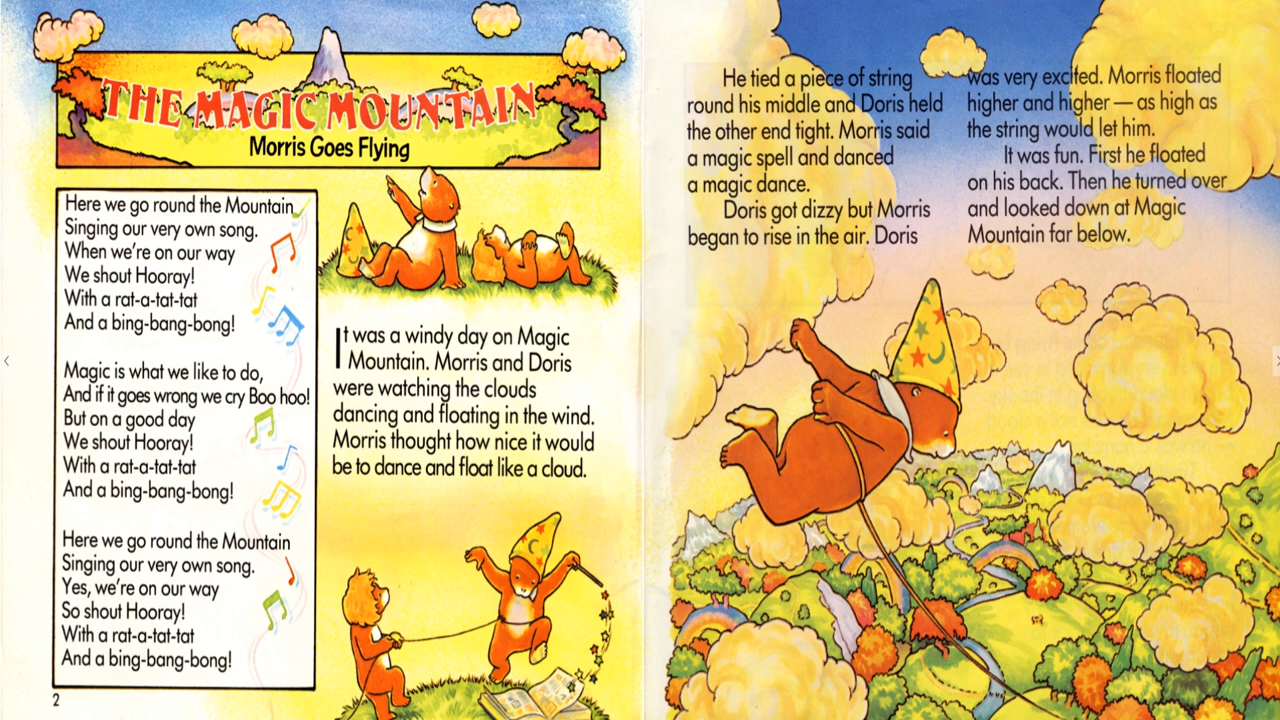 THE MAGIC MOUNTAIN
Morris Goes Flying
Here we go round the Mountain
Singing our very own song.
When we're on our way
We shout Hooray!
With a rat-a-tat-tat
And a bing-bang-bong!
Magic is what we like to do,
And if it goes wrong we cry Boo hoo!
But on a good day
We shout Hooray!
With a rat-a-tat-tat
And a bing-bang-bong!
Here we go round the Mountain
Singing our very own song.
Yes, we're on our way
So shout Hooray!
With a rat-a-tat-tat
And a bing-bang-bong!
2
It was a windy day on Magic
Mountain. Morris and Doris
were watching the clouds
dancing and floating in the wind.
Morris thought how nice it would
be to dance and float like a cloud.
He tied a piece of string
round his middle and Doris held
the other end tight. Morris said
a magic spell and danced
a magic dance.
Doris got dizzy but Morris
began to rise in the air. Doris
was very excited. Morris floated
higher and higher — as high as
the string would let him.
It was fun. First he floated
on his back. Then he turned over
and looked down at Magic
Mountain far below.